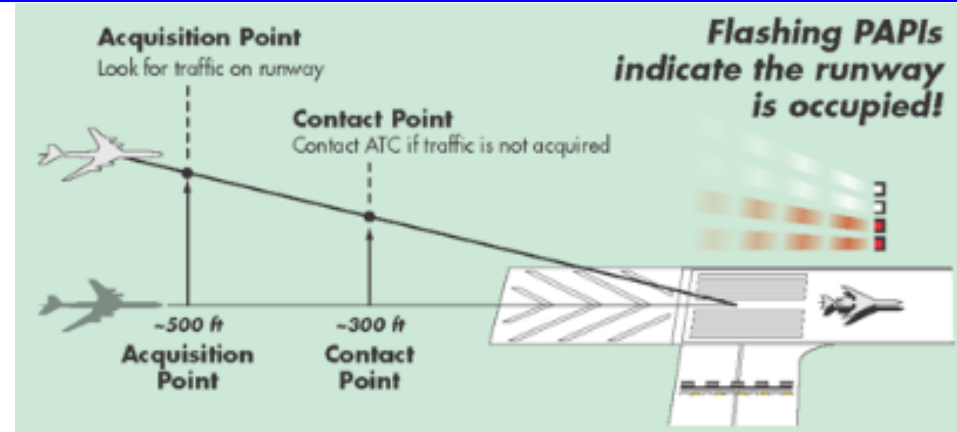 Acquisition Point
Look for traffic on runway
Flashing PAPIs
indicate the runway
is occupied!
Contact Point
Contact ATC if traffic is not acquired
~500 ft
Acquisition
Point
~300 ft
Contact
Point